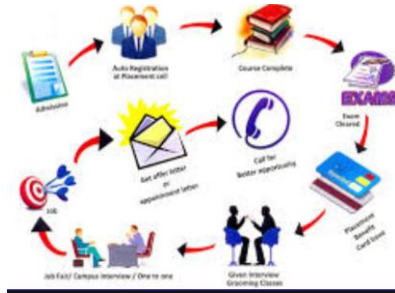 Admission
Auto Registration
at Placement cell
Course Complete
EXAMS
Exam
Cleared
Placement
Benefit
Card Issue
Given Interview
Grooming Classes
Job Fair/ Campus Interview / One to one
Job
Get offer letter
or
appointment letter
Call for
better opportunity